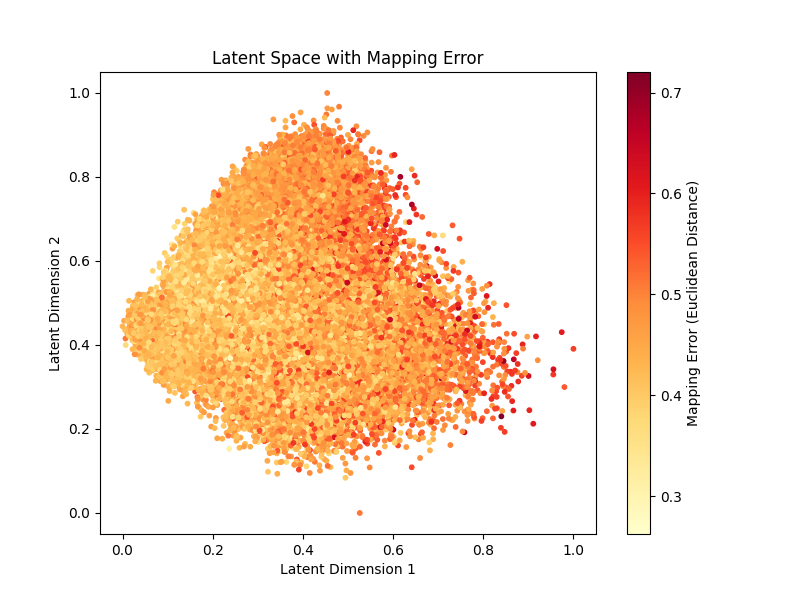 Latent Space with Mapping Error
1.0
0.8
0.6
0.4
0.2
0.0
Latent Dimension 2
0.0 0.2 0.4 0.6 0.8 1.0
Latent Dimension 1
0.7
0.6
0.5
0.4
0.3
Mapping Error (Euclidean Distance)